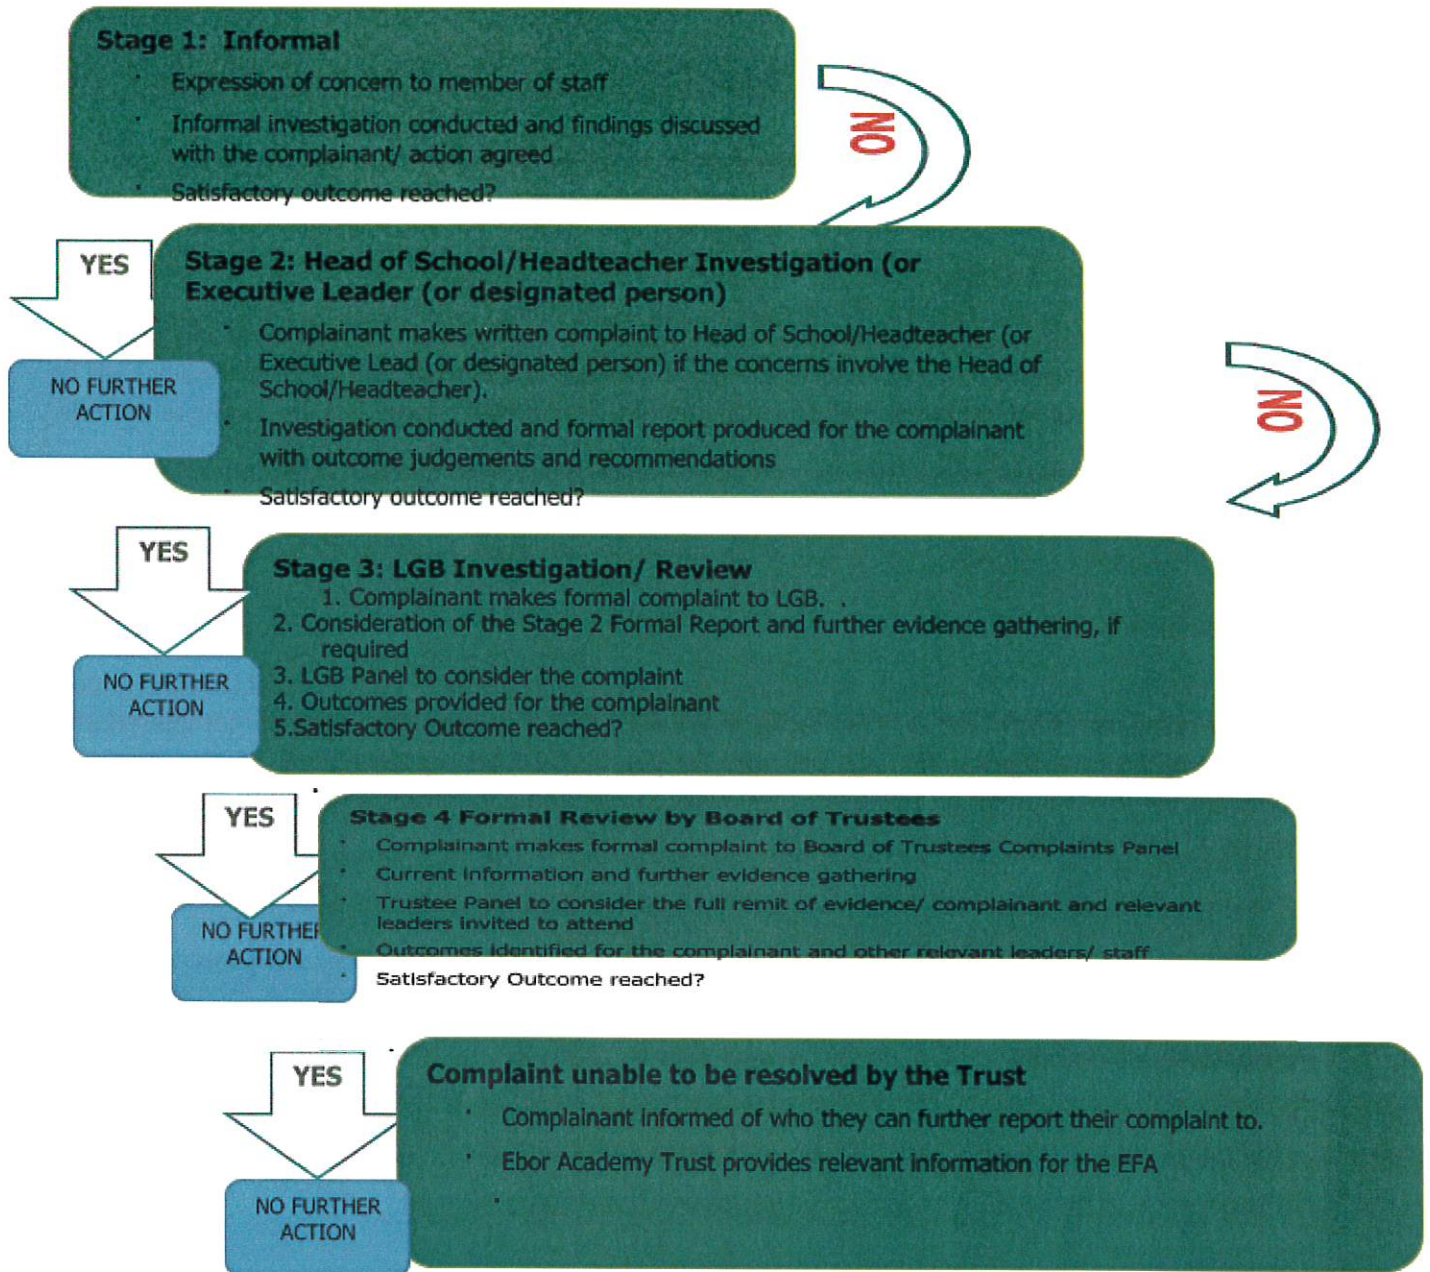 Stage 1:  Informal
Expression of concern to member of staff
Informal investigation conducted and findings discussed
with the complainant/ action agreed
Satisfactory outcome reached?
NO
YES
NO FURTHER
ACTION
Stage 2: Head of School/Headteacher Investigation (or
Executive Leader (or designated person)
Complainant makes written complaint to Head of School/Headteacher (or
Executive Lead (or designated person) if the concerns involve the Head of
School/Headteacher).
Investigation conducted and formal report produced for the complainant
with outcome judgements and recommendations
Satisfactory outcome reached?
NO
YES
NO FURTHER
ACTION
Stage 3: LGB Investigation/ Review
1. Complainant makes formal complaint to LGB. .
2. Consideration of the Stage 2 Formal Report and further evidence gathering, if
required
3. LGB Panel to consider the complaint
4. Outcomes provided for the complainant
5.Satisfactory Outcome reached?
YES
NO FURTHER
ACTION
Stage 4 Formal Review by Board of Trustees
Complainant makes formal complaint to Board of Trustees Complaints Panel
Current information and further evidence gathering
Trustee Panel to consider the full remit of evidence/ complainant and relevant
leaders invited to attend
Outcomes identified for the complainant and other relevant leaders/ staff
Satisfactory Outcome reached?
YES
NO FURTHER
ACTION
Complaint unable to be resolved by the Trust
Complainant informed of who they can further report their complaint to.
Ebor Academy Trust provides relevant information for the EFA